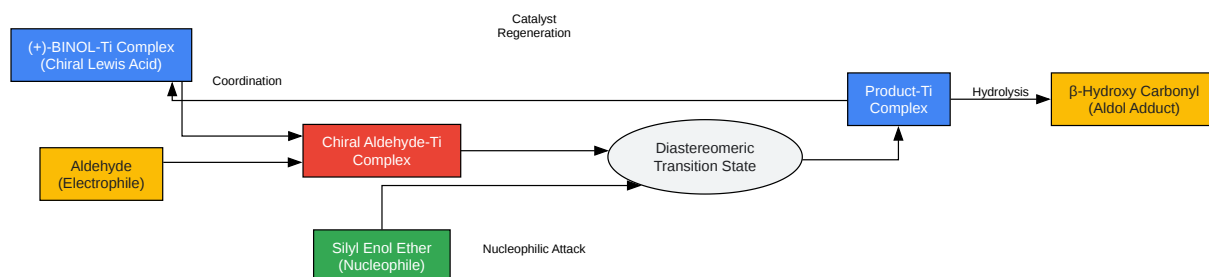 Catalyst
Regeneration
(+)-BINOL-Ti Complex
(Chiral Lewis Acid)
Coordination
Product-Ti
Complex
Hydrolysis
β-Hydroxy Carbonyl
(Aldol Adduct)
Chiral Aldehyde-Ti
Complex
Diastereomeric
Transition State
Aldehyde
(Electrophile)
Silyl Enol Ether
(Nucleophile)
Nucleophilic Attack